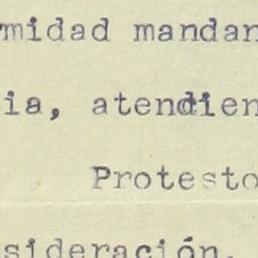 midad mandan
ia, atendien
Protesto
sideración.